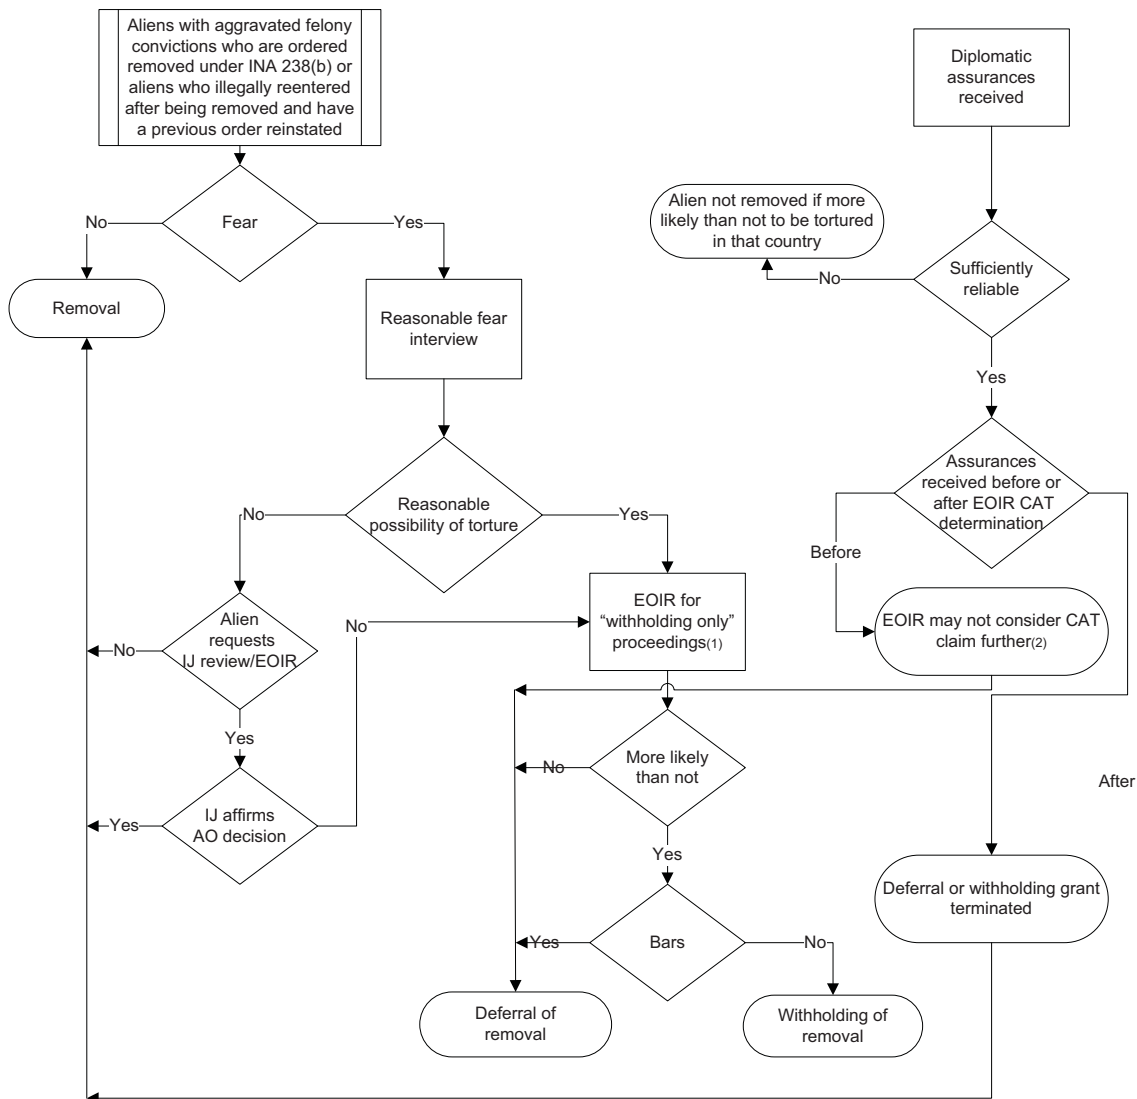 Aliens with aggravated felony
convictions who are ordered
removed under INA 238(b) or
aliens who illegally reentered
after being removed and have
a previous order reinstated
Diplomatic
assurances
received
No
Fear
Yes
Alien not removed if more
likely than not to be tortured
in that country
Removal
Reasonable fear
interview
No
Sufficiently
reliable
Yes
No
Reasonable
possibility of torture
Yes
Assurances
received before or
after EOIR CAT
determination
Before
No
Alien
requests
IJ review/EOIR
No
EOIR for
“withholding only”
proceedings(1)
EOIR may not consider CAT
claim further(2)
Yes
No
More likely
than not
After
Yes
IJ affirms
AO decision
Yes
Deferral or withholding grant
terminated
Yes
Bars
No
Deferral of
removal
Withholding of
removal